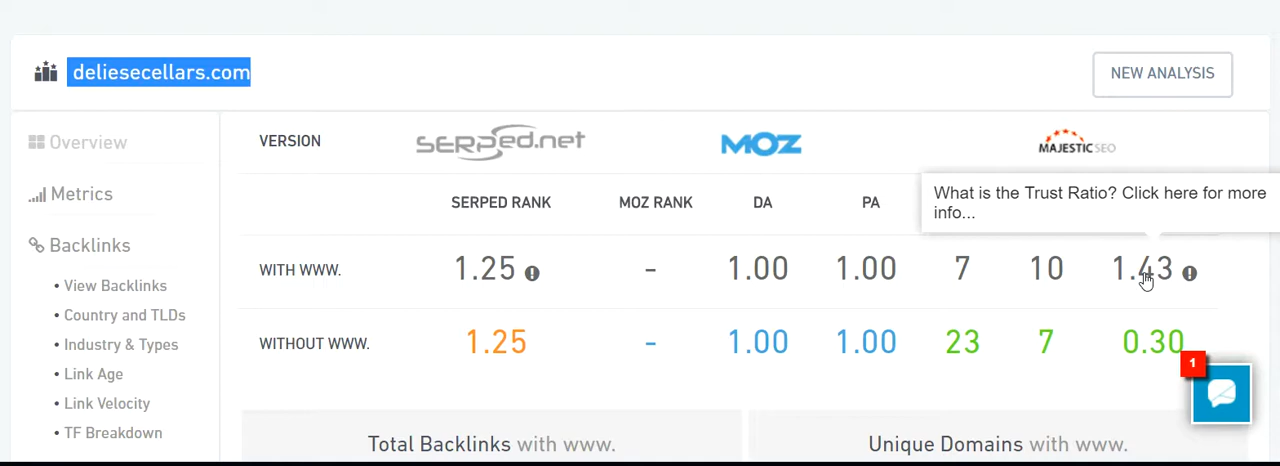 deliesecellars.com
NEW ANALYSIS
Overview
Metrics
Backlinks
• View Backlinks
• Country and TLDs
• Industry & Types
• Link Age
• Link Velocity
• TF Breakdown
VERSION SERPed.net MOZ MAJESTIC SEO
What is the Trust Ratio? Click here for more
info...
SERPED RANK MOZ RANK DA PA
WITH WWW. 1.25 - 1.00 1.00 7 10 1.43
WITHOUT WWW. 1.25 - 1.00 1.00 23 7 0.30
1
Total Backlinks with www. Unique Domains with www.